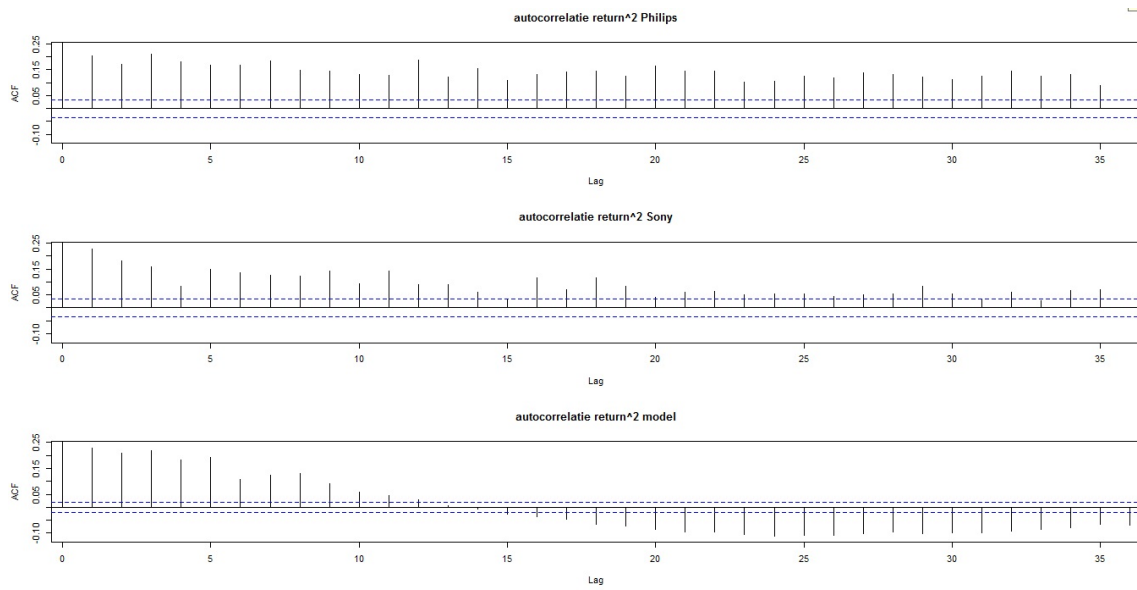 autocorrelatie return^2 Philips
ACF
0.25
0.15
0.05
-0.10
0 5 10 15 20 25 30 35
Lag
autocorrelatie return^2 Sony
ACF
0.25
0.15
0.05
-0.10
0 5 10 15 20 25 30 35
Lag
autocorrelatie return^2 model
ACF
0.25
0.15
0.05
-0.10
0 5 10 15 20 25 30 35
Lag